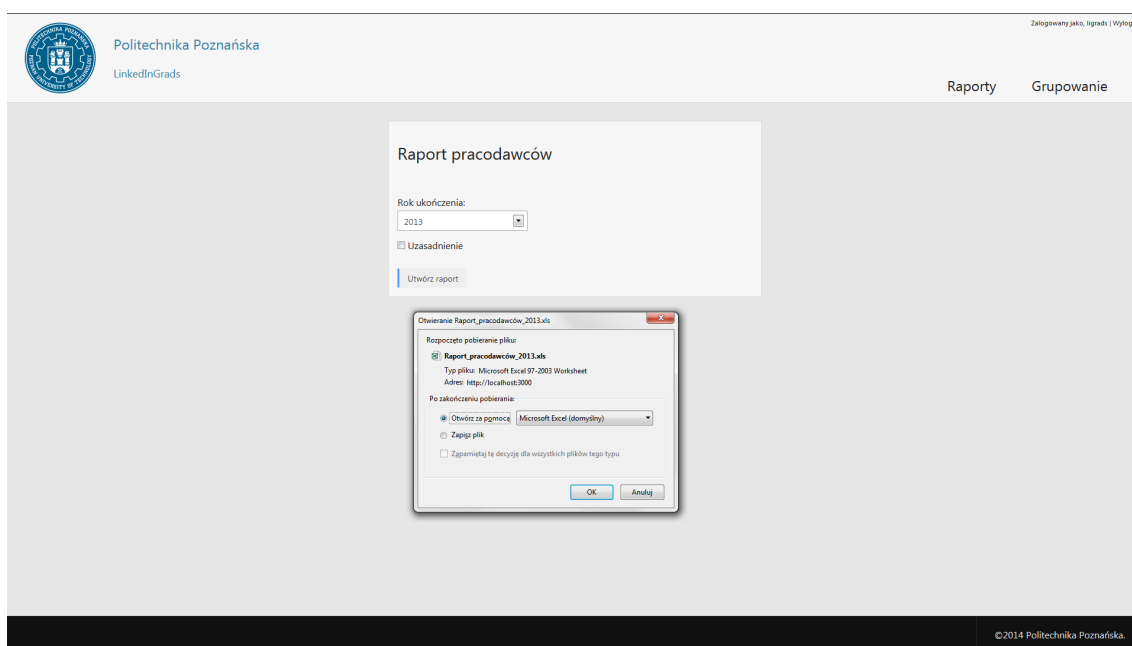 Zalogowany jako, ligrads | Wylog
Politechnika Poznańska
LinkedInGrads
Raporty Grupowanie
Raport pracodawców
Rok ukończenia:
2013
Uzasadnienie
Utwórz raport
Otwieranie Raport_pracodawców_2013.xls
Rozpoczęto pobieranie pliku:
Raport_pracodawców_2013.xls
Typ pliku: Microsoft Excel 97-2003 Worksheet
Adres: http://localhost:3000
Po zakończeniu pobierania:
Otwórz za pomocą Microsoft Excel (domyślny)
Zapisz plik
Zapamiętaj tę decyzję dla wszystkich plików tego typu
OK Anuluj
©2014 Politechnika Poznańska.